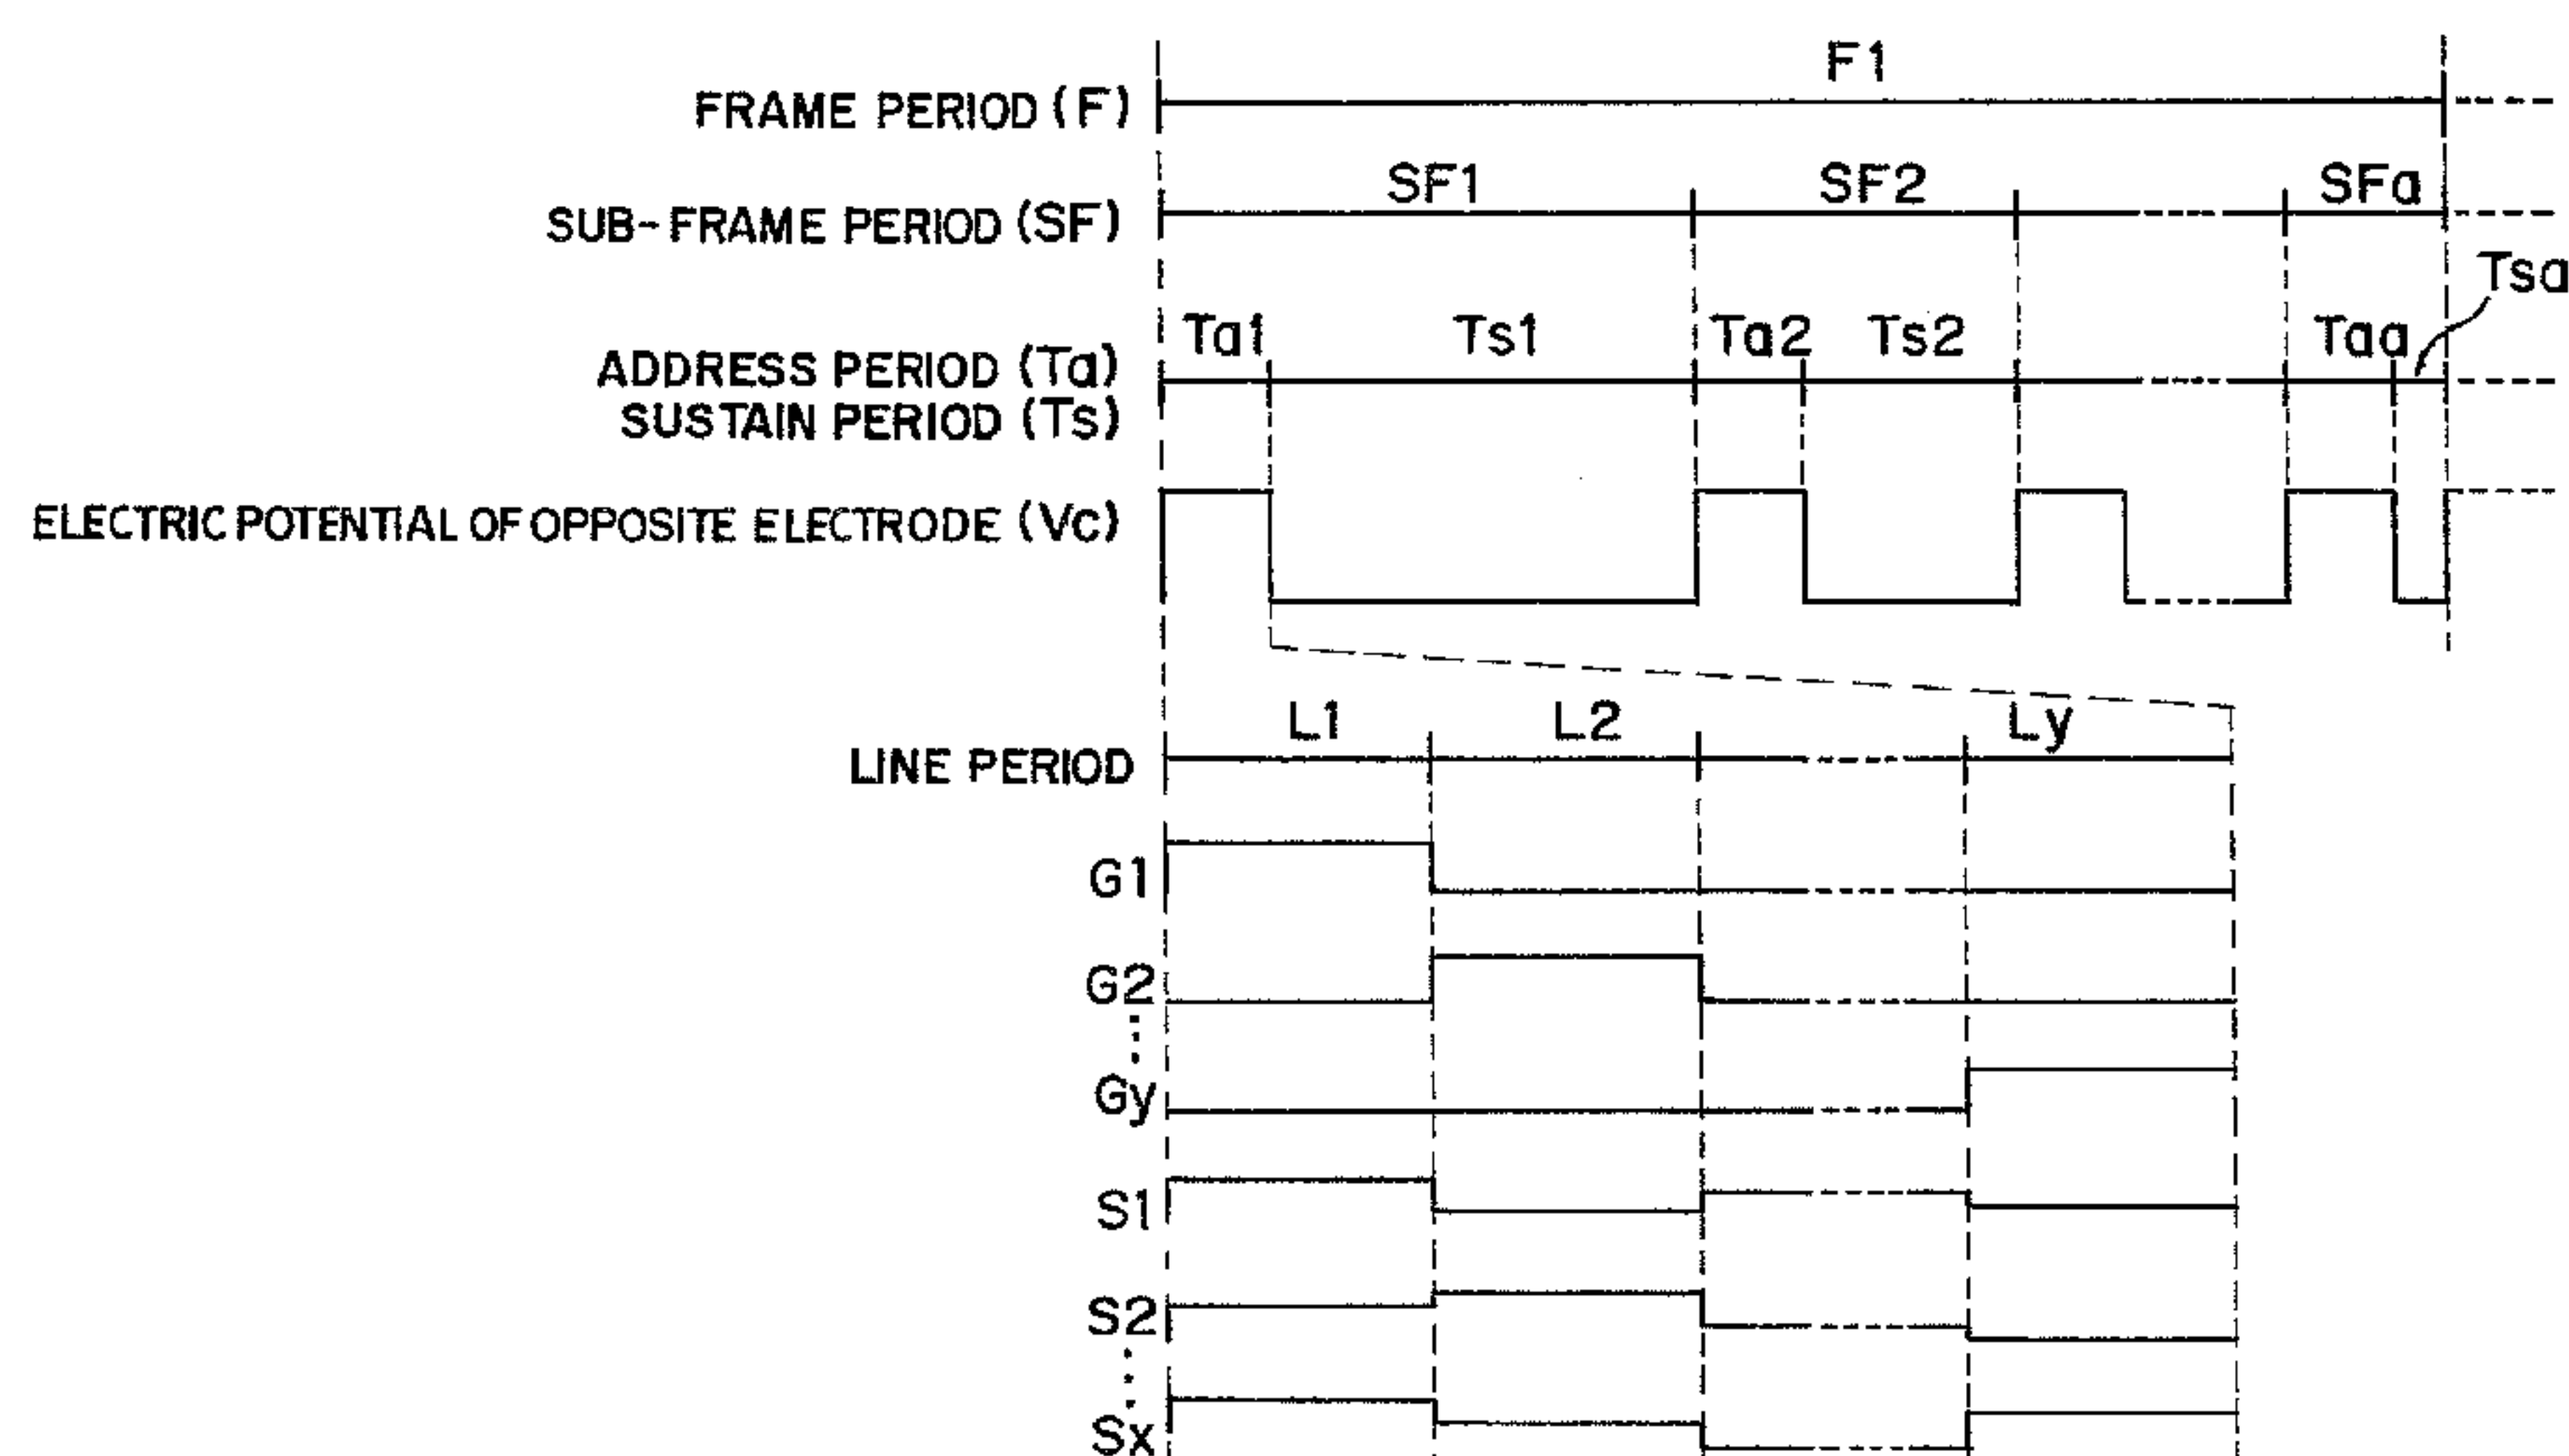 F1
FRAME PERIOD (F)
SF1 SF2 SFa
SUB-FRAME PERIOD (SF)
Tsa
Ta1 Ts1 Ta2 Ts2 Taa
ADDRESS PERIOD (Ta)
SUSTAIN PERIOD (Ts)
ELECTRIC POTENTIAL OF OPPOSITE ELECTRODE (Vc)
L1 L2 Ly
LINE PERIOD
G1
G2
Gy
S1
S2
Sx